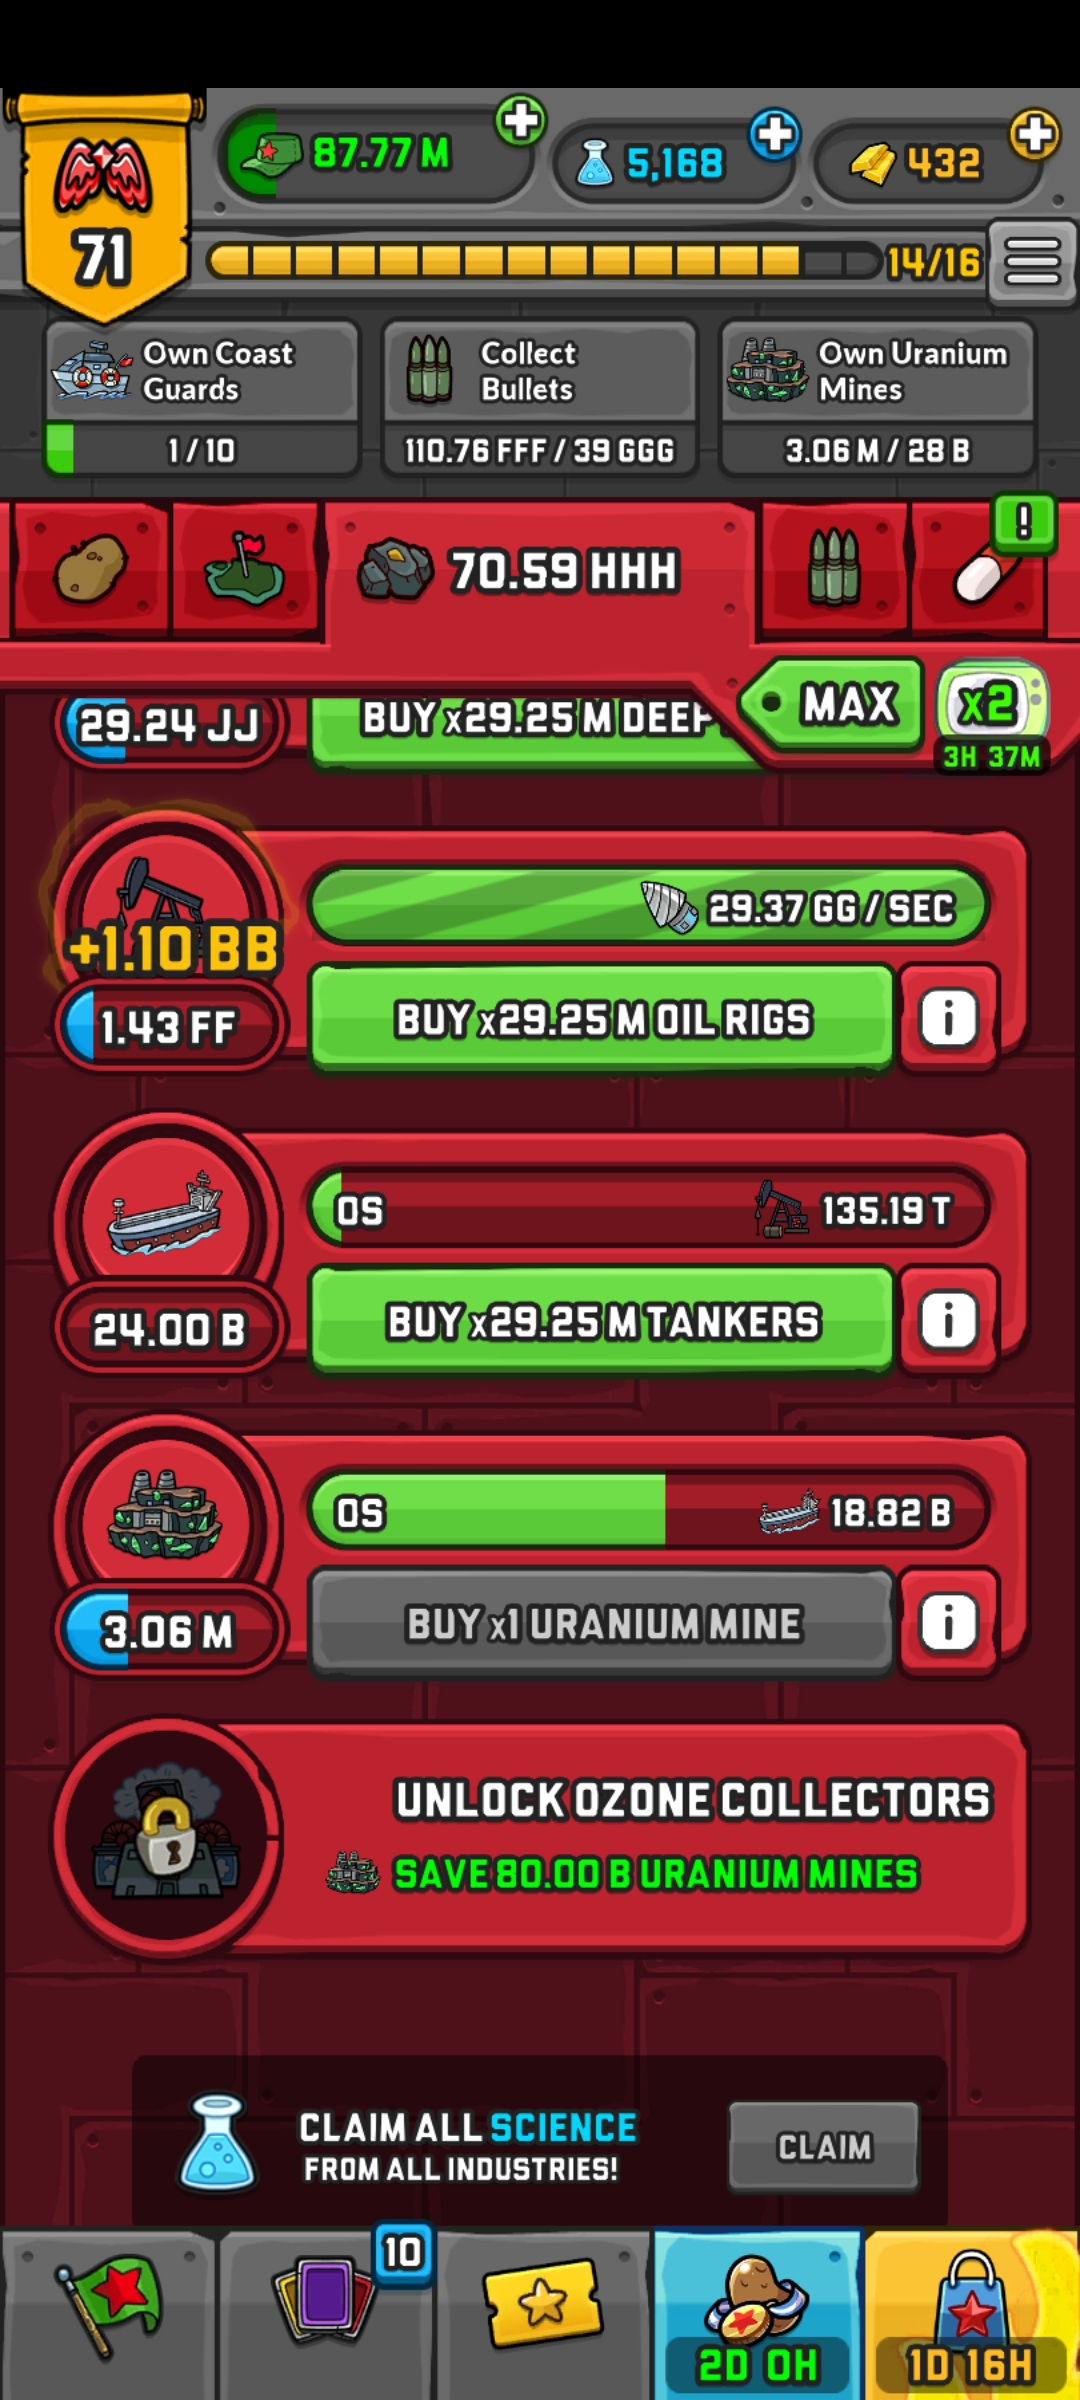 71
87.77 M
5,168
432
14/16
Own Coast
Guards
1 / 10
Collect
Bullets
110.76 FFF / 39 GGG
Own Uranium
Mines
3.06 M / 28 B
70.59 HHH
!
MAX
x2
3H 37M
29.24 JJ
BUY x29.25 M DEEP
29.37 GG / SEC
+1.10 BB
1.43 FF
BUY x29.25 M OIL RIGS
i
0S
135.19 T
24.00 B
BUY x29.25 M TANKERS
i
0S
18.82 B
3.06 M
BUY x1 URANIUM MINE
i
UNLOCK OZONE COLLECTORS
SAVE 80.00 B URANIUM MINES
CLAIM ALL SCIENCE
FROM ALL INDUSTRIES!
CLAIM
10
2D 0H
1D 16H